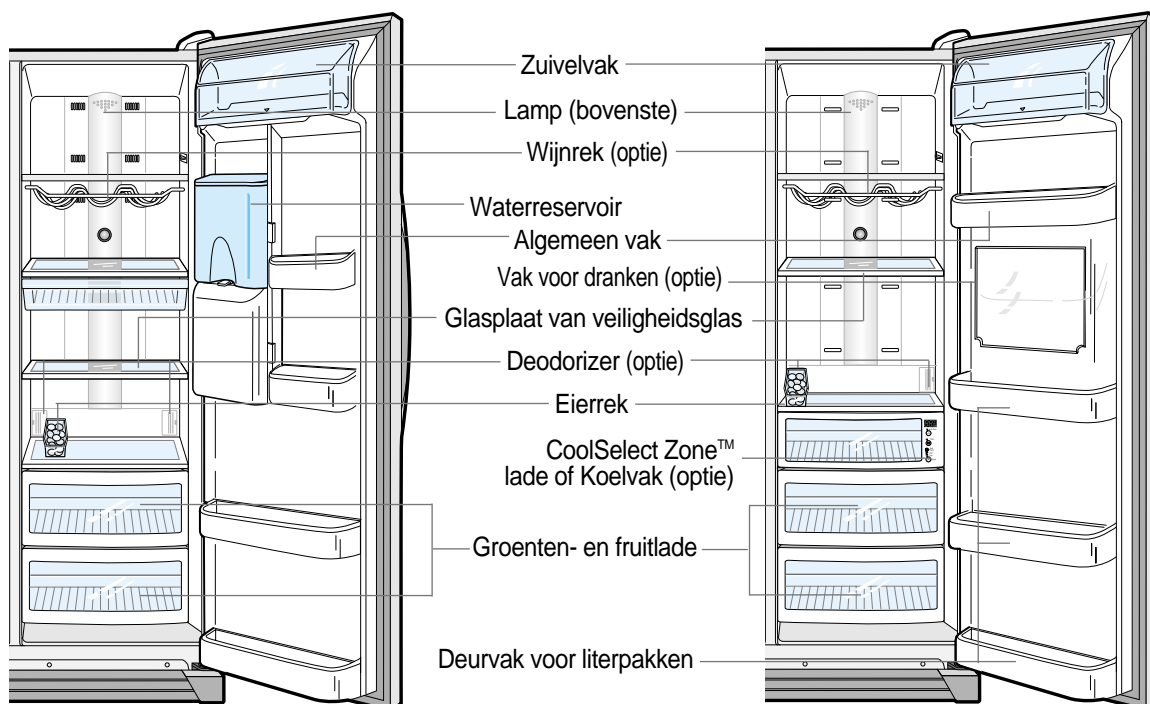 Zuivelvak
Lamp (bovenste)
Wijnrek (optie)
Waterreservoir
Algemeen vak
Vak voor dranken (optie)
Glasplaat van veiligheidsglas
Deodorizer (optie)
Eierrek
CoolSelect Zone™
lade of Koelvak (optie)
Groenten- en fruitlade
Deurvak voor literpakken